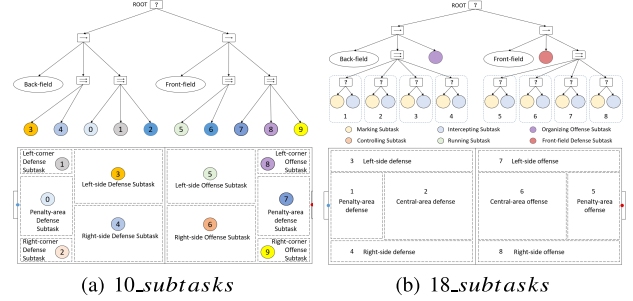 ROOT ?
Back-field
Front-field
3 4 0 1 2 5 6 7 8 9
Left-corner Defense Subtask 1
3 Left-side Defense Subtask
5 Left-side Offense Subtask
8 Left-corner Offense Subtask
0 Penalty-area Defense Subtask
7 Penalty-area defense Subtask
4 Right-side Defense Subtask
6 Right-side Offense Subtask
Right-corner Defense Subtask 2
9 Right-corner Offense Subtask
(a) 10_subtasks
ROOT ?
Back-field
Front-field
? ? ? ? ? ? ? ?
1 2 3 4 5 6 7 8
Marking Subtask
Intercepting Subtask
Organizing Offense Subtask
Controlling Subtask
Running Subtask
Front-field Defense Subtask
3 Left-side defense
7 Left-side offense
1 Penalty-area defense
2 Central-area defense
6 Central-area offense
5 Penalty-area offense
4 Right-side defense
8 Right-side offense
(b) 18_subtasks